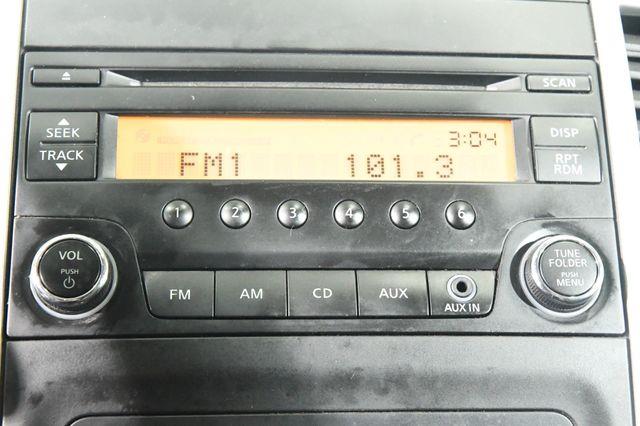 SCAN
SEEK
TRACK
3:04
FM1 101.3
DISP
RPT
RDM
1 2 3 4 5 6
VOL
PUSH
TUNE
FOLDER
PUSH
MENU
FM AM CD AUX
AUX IN